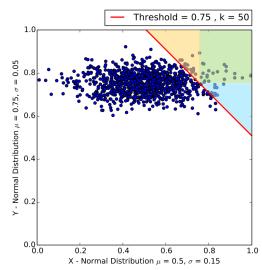 Threshold = 0.75 , k = 50
1.0
0.8
0.6
0.4
0.2
0.0
0.0 0.2 0.4 0.6 0.8 1.0
Y - Normal Distribution μ = 0.75, σ = 0.05
X - Normal Distribution μ = 0.5, σ = 0.15